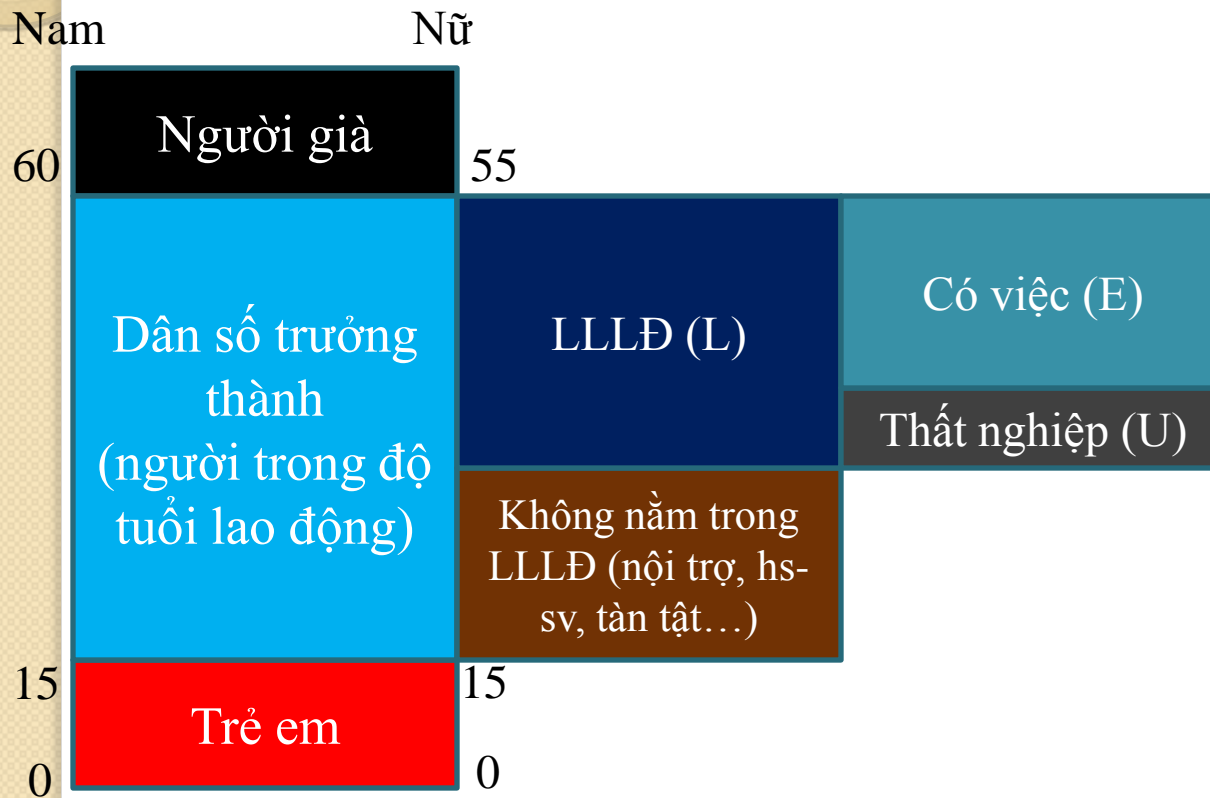 Nam
Nữ
Người già
60
55
Dân số trưởng
thành
(người trong độ
tuổi lao động)
LLLĐ (L)
Có việc (E)
Thất nghiệp (U)
Không nằm trong
LLLĐ (nội trợ, hs-
sv, tàn tật…)
15
15
Trẻ em
0
0